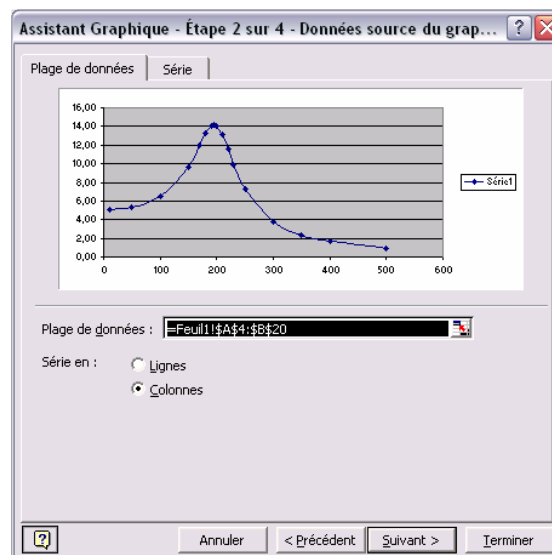 Assistant Graphique - Étape 2 sur 4 - Données source du grap...
Plage de données
Série
16,00
14,00
12,00
10,00
8,00
6,00
4,00
2,00
0,00
0 100 200 300 400 500 600
Série1
Plage de données :
=Feuil1!$A$4:$B$20
Série en :
Lignes
Colonnes
Annuler
< Précédent
Suivant >
Terminer